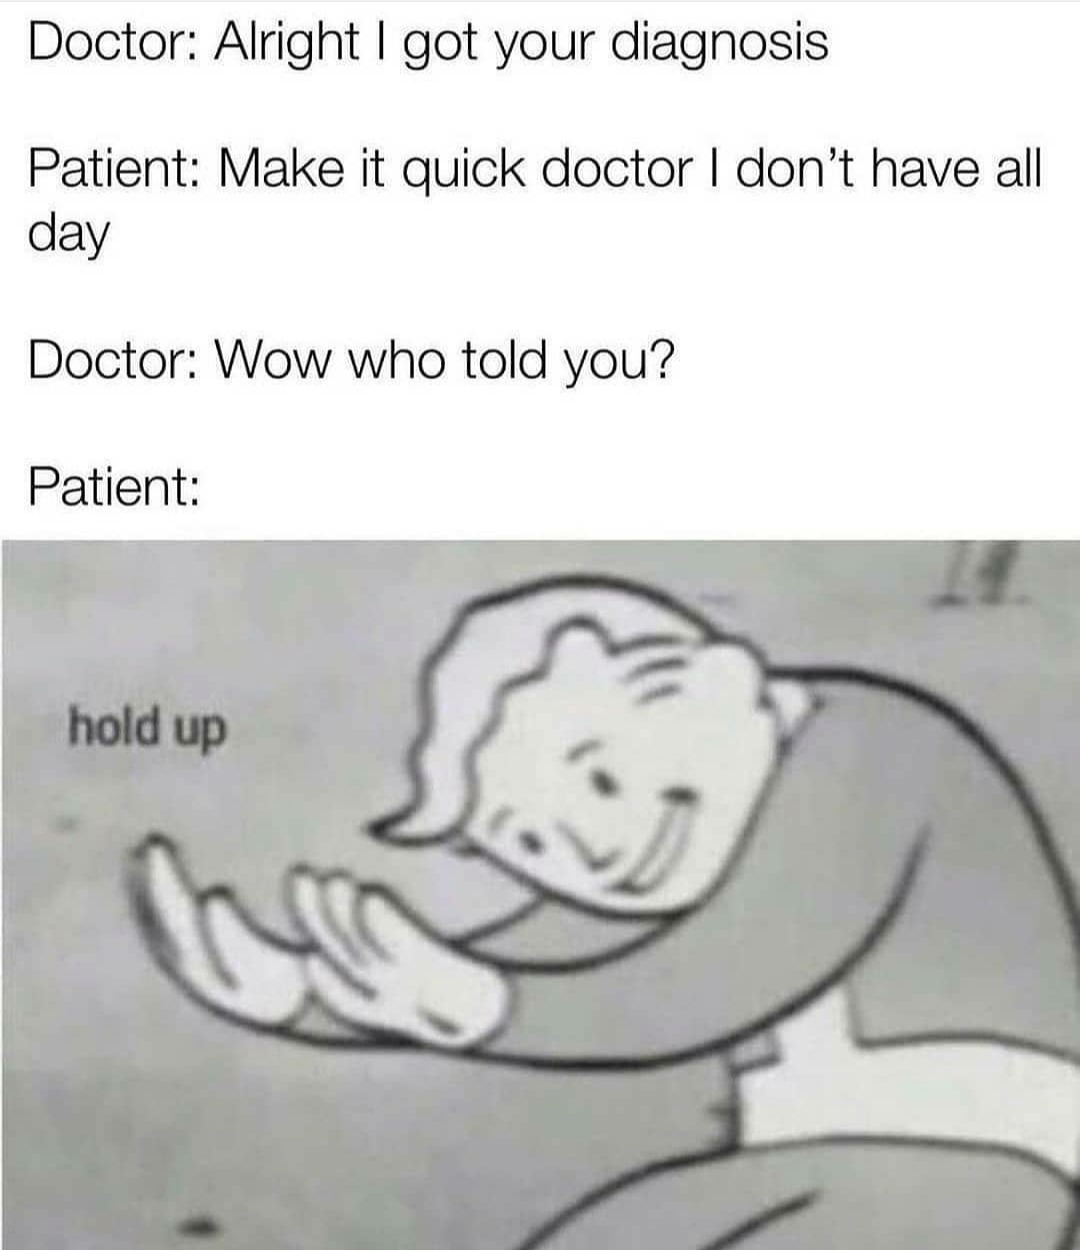 Doctor: Alright I got your diagnosis
Patient: Make it quick doctor I don’t have all
day
Doctor: Wow who told you?
Patient:
hold up